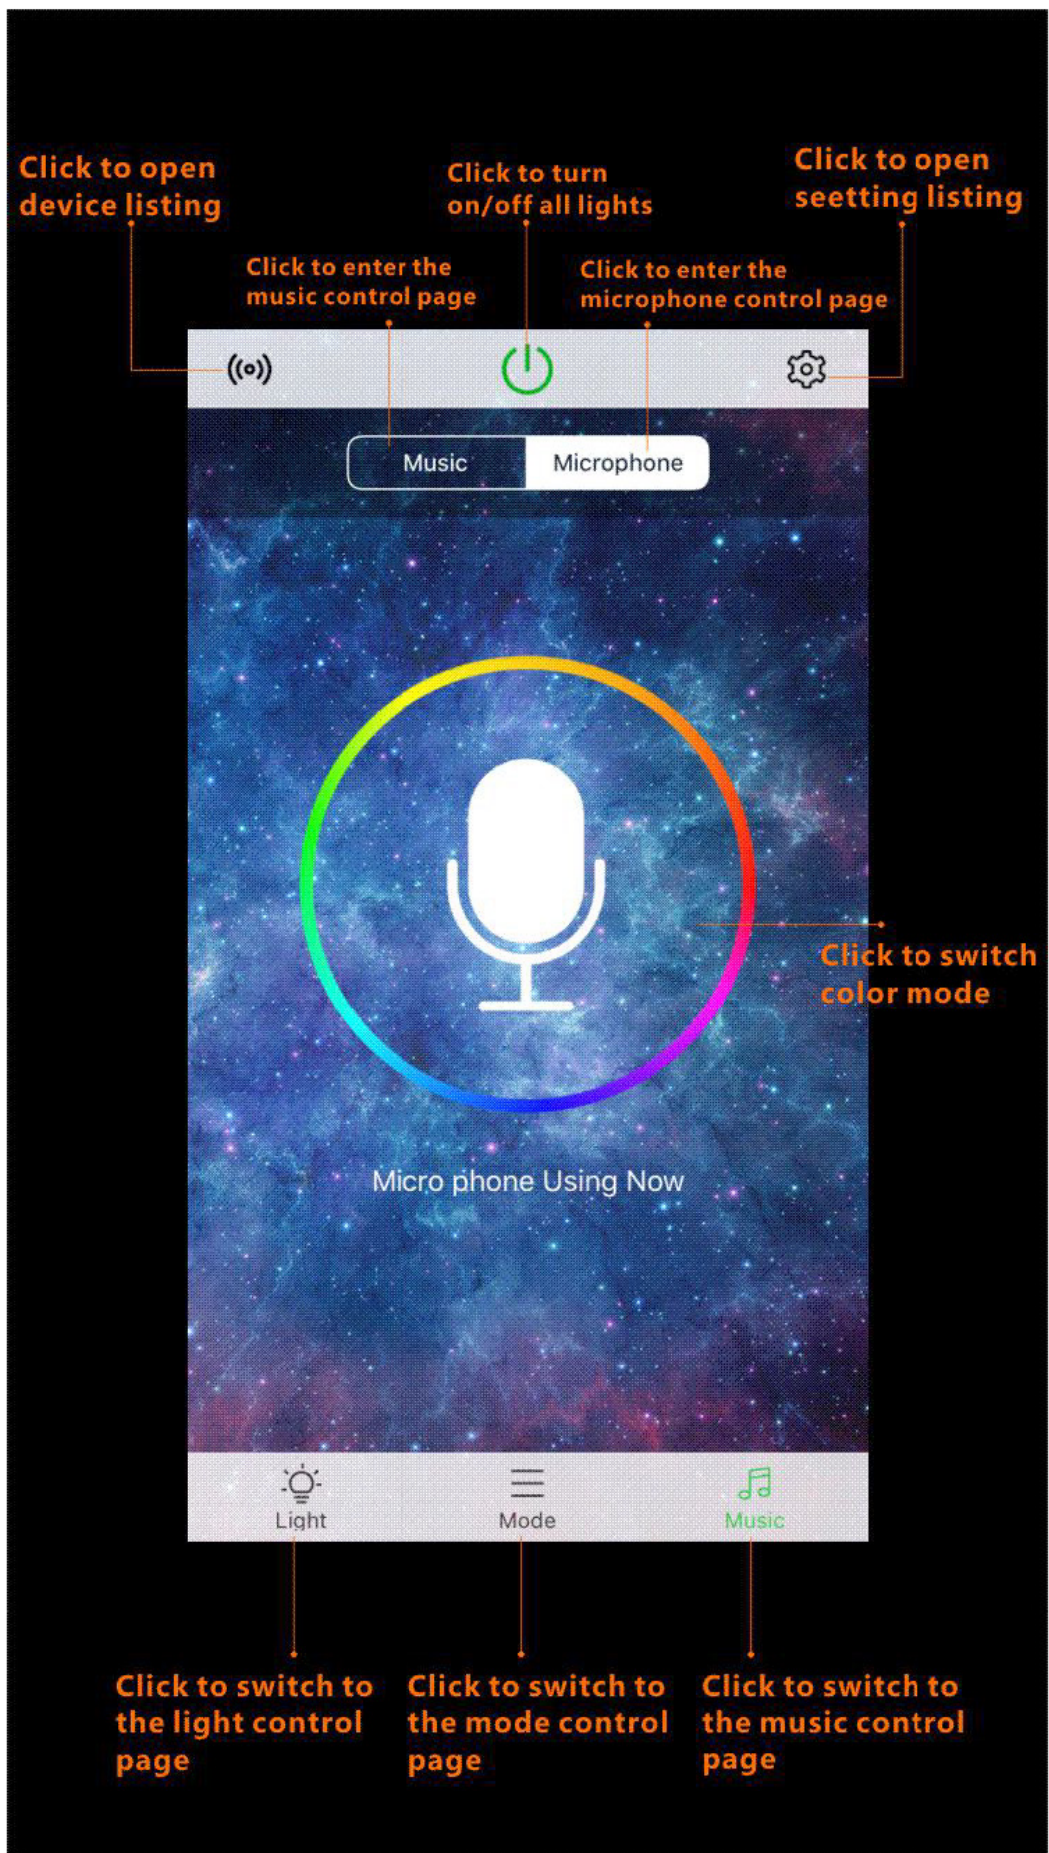 Click to open
device listing
Click to turn
on/off all lights
Click to open
seetting listing
Click to enter the
music control page
Click to enter the
microphone control page
Music
Microphone
Click to switch
color mode
Micro phone Using Now
Light
Mode
Music
Click to switch to
the light control
page
Click to switch to
the mode control
page
Click to switch to
the music control
page